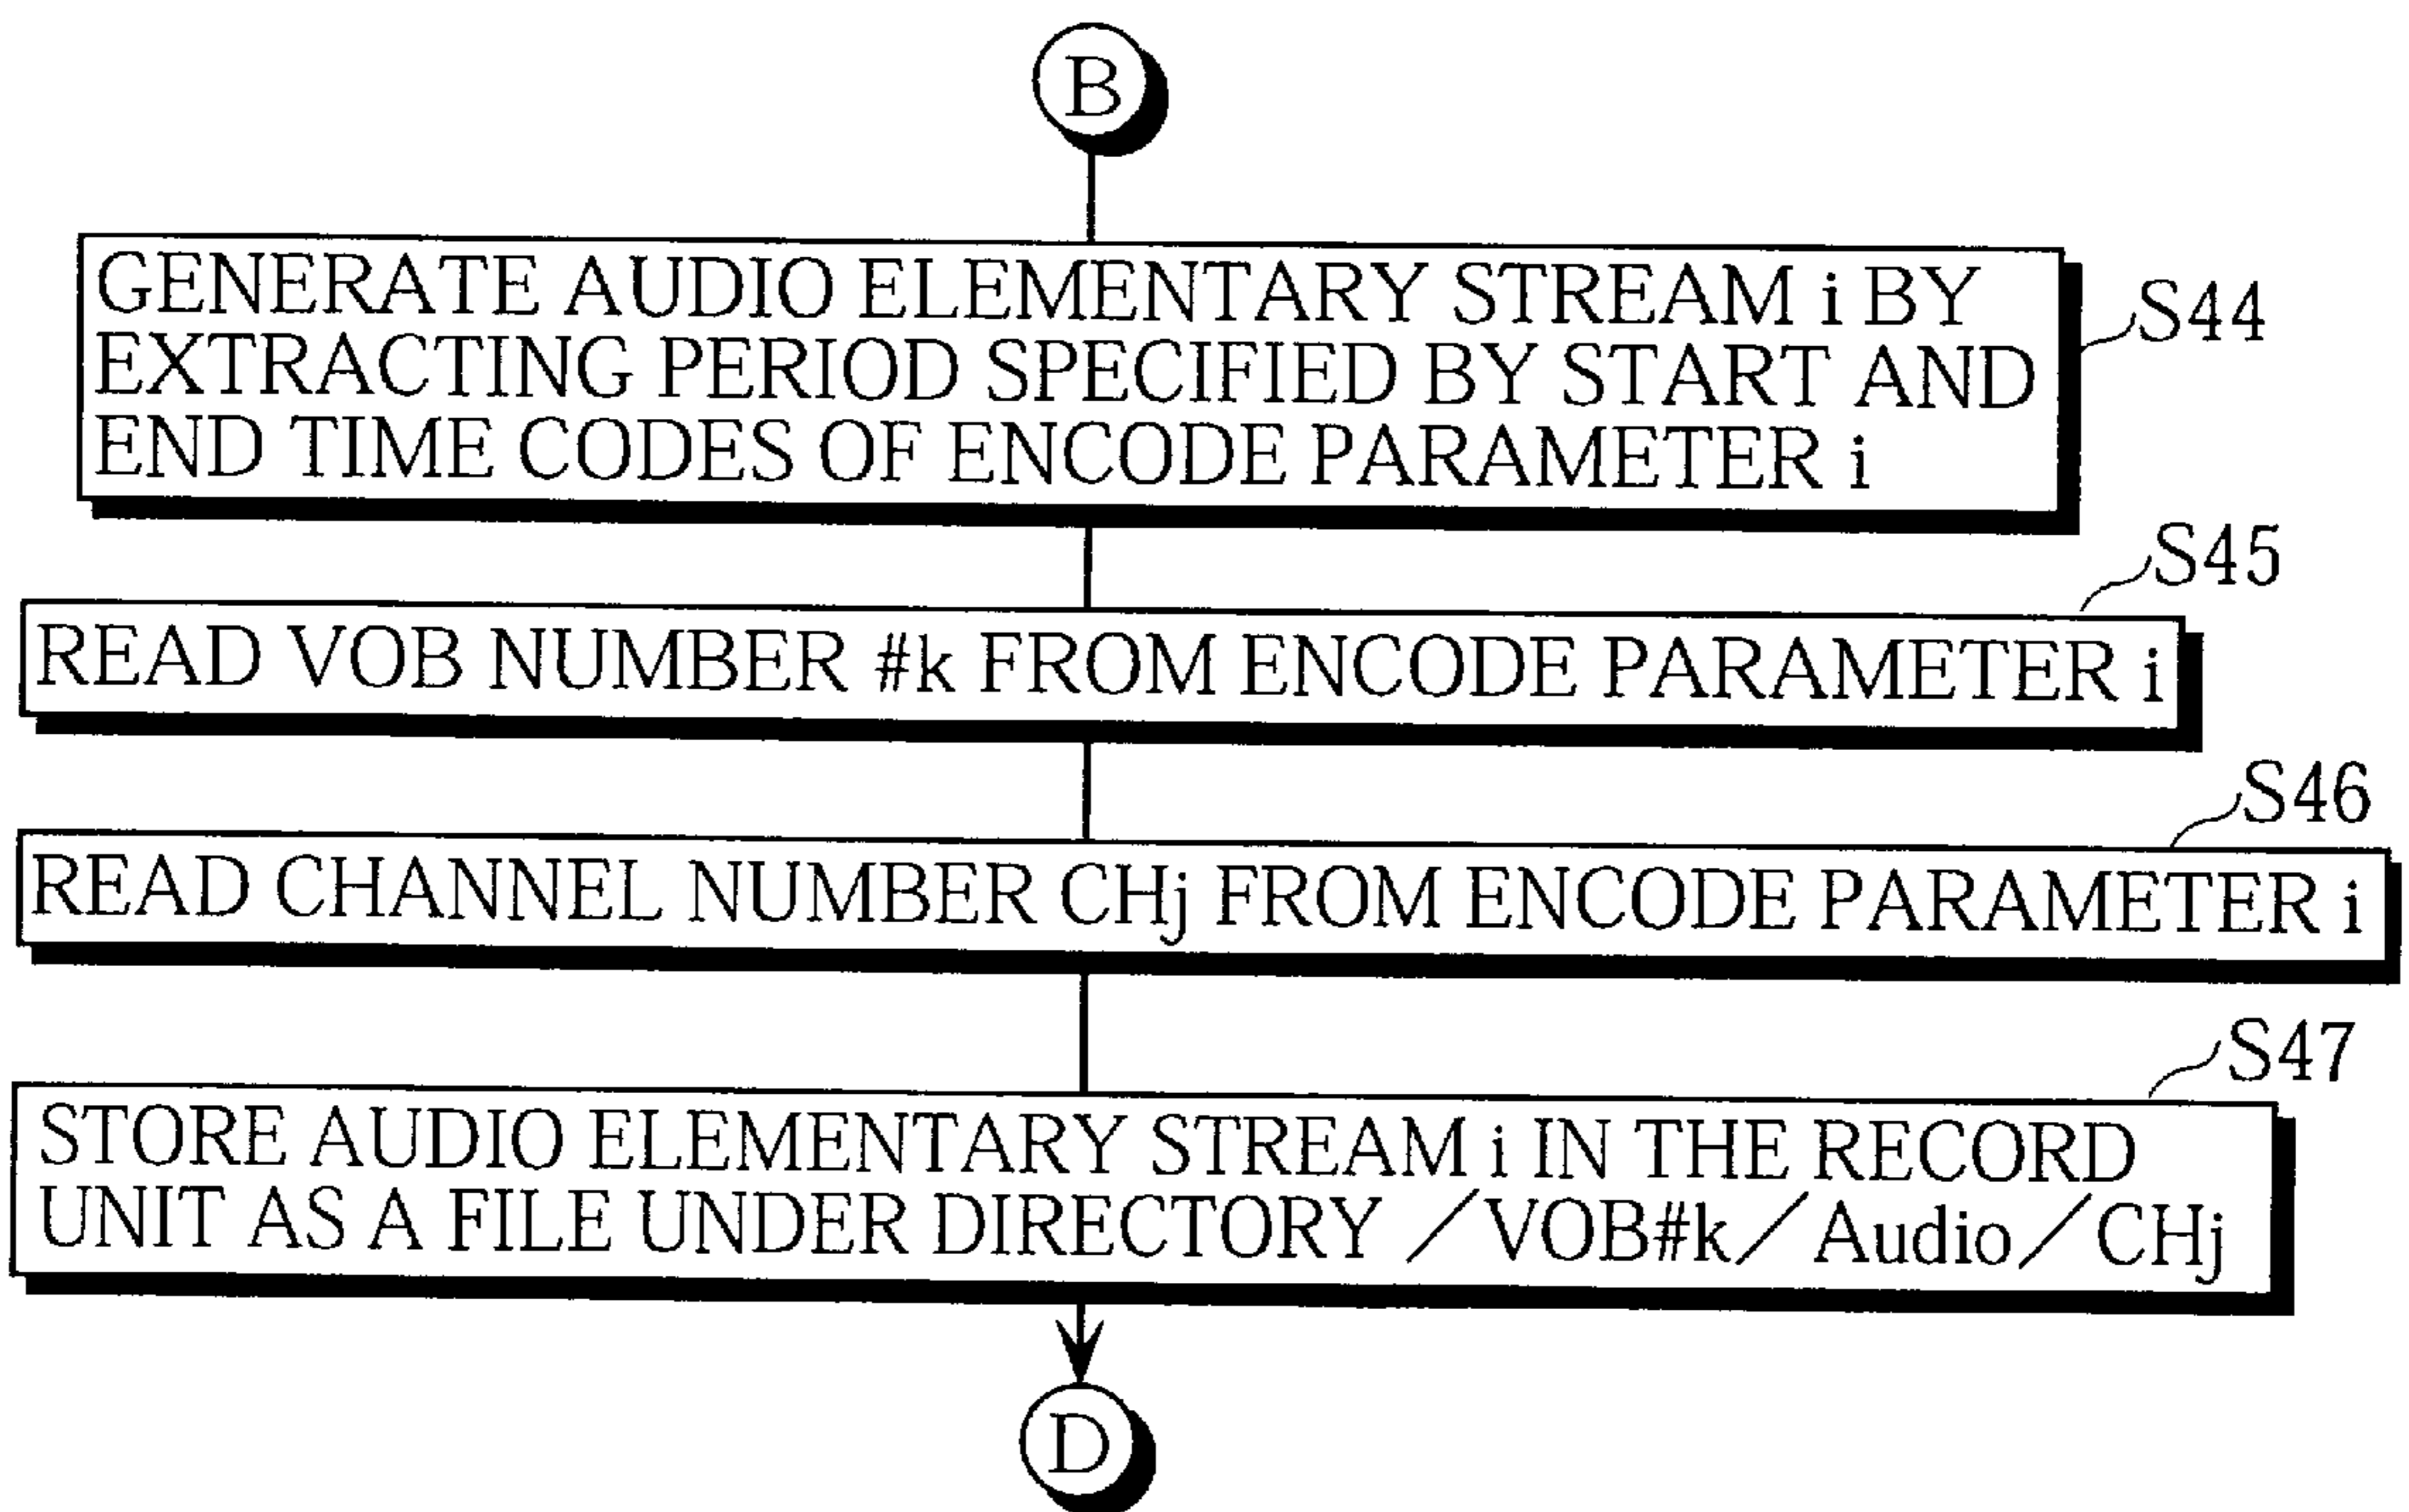 B
GENERATE AUDIO ELEMENTARY STREAM i BY
EXTRACTING PERIOD SPECIFIED BY START AND
END TIME CODES OF ENCODE PARAMETER i
S44
S45
READ VOB NUMBER #k FROM ENCODE PARAMETER i
S46
READ CHANNEL NUMBER CHj FROM ENCODE PARAMETER i
S47
STORE AUDIO ELEMENTARY STREAM i IN THE RECORD
UNIT AS A FILE UNDER DIRECTORY /VOB#k/Audio/CHj
D